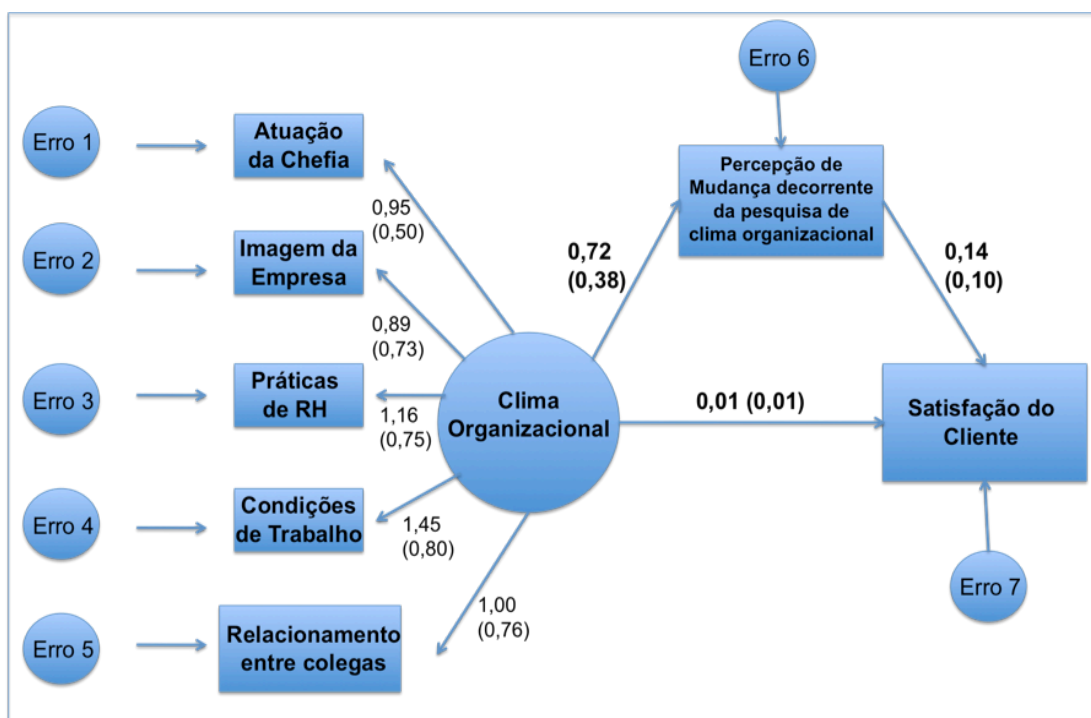 Erro 6
Erro 1
Atuação
da Chefia
Percepção de
Mudança decorrente
da pesquisa de
clima organizacional
0,95
(0,50)
Erro 2
Imagem da
Empresa
0,72
(0,38)
0,14
(0,10)
0,89
(0,73)
Erro 3
Práticas
de RH
1,16
(0,75)
Clima
Organizacional
0,01 (0,01)
Satisfação do
Cliente
Erro 4
Condições
de Trabalho
1,45
(0,80)
Erro 7
Erro 5
Relacionamento
entre colegas
1,00
(0,76)